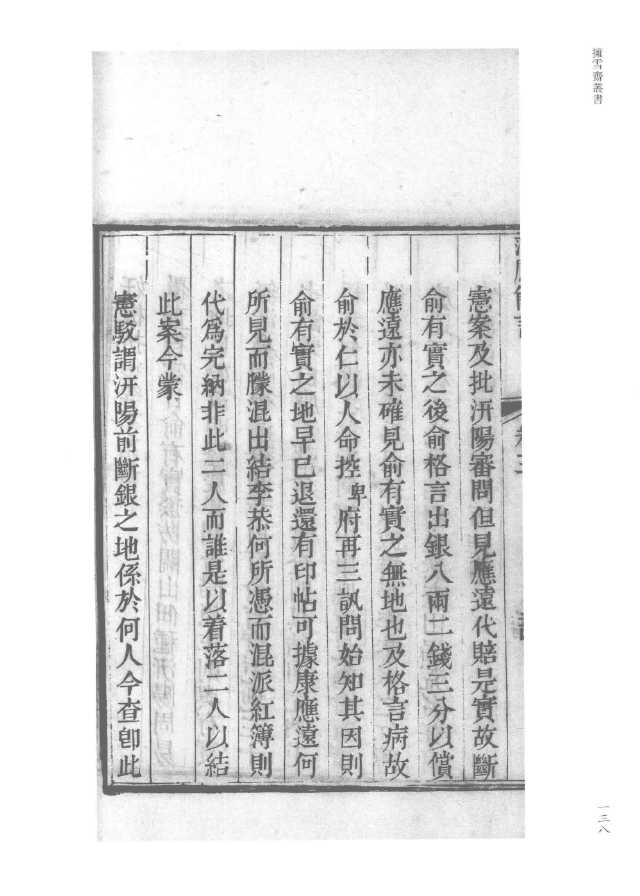 擁雪齋叢書
憲案及批汧陽審問但見應遠代賠是實故斷
俞有實之後俞格言出銀八兩二錢三分以償
應遠亦未確見俞有實之無地也及格言病故
俞於仁以人命控卑府再三訊問始知其因則
俞有實之地早已退還有印帖可據康應遠何
所見而朦混出結李恭何所憑而混派紅簿則
代爲完納非此二人而誰是以着落二人以結
此案今蒙
憲駁謂汧陽前斷銀之地係於何人今查卽此
一三八